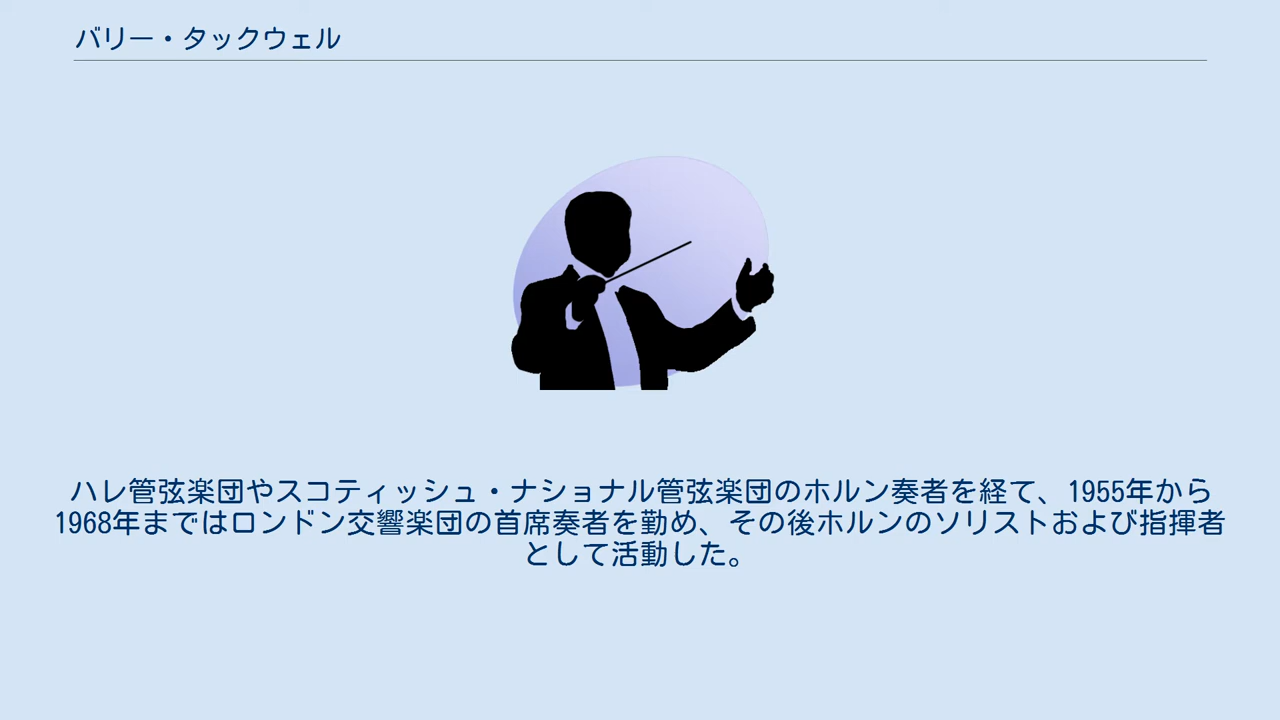 バリー・タックウェル
ハレ管弦楽団やスコティッシュ・ナショナル管弦楽団のホルン奏者を経て、1955年から
1968年まではロンドン交響楽団の首席奏者を勤め、その後ホルンのソリストおよび指揮者
として活動した。